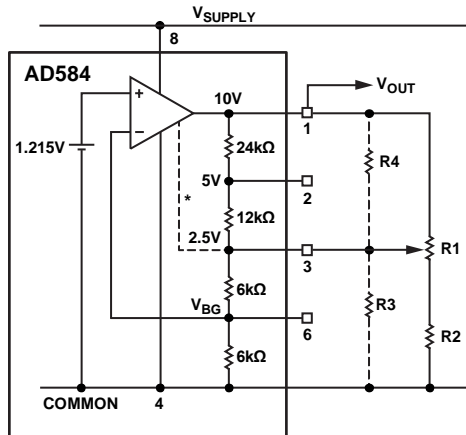 VSUPPLY
8
AD584
10V
VOUT
1
1.215V
24kΩ
R4
5V
2
*
12kΩ
2.5V
3
R1
6kΩ
R3
VBG
6
R2
6kΩ
COMMON
4
+
−